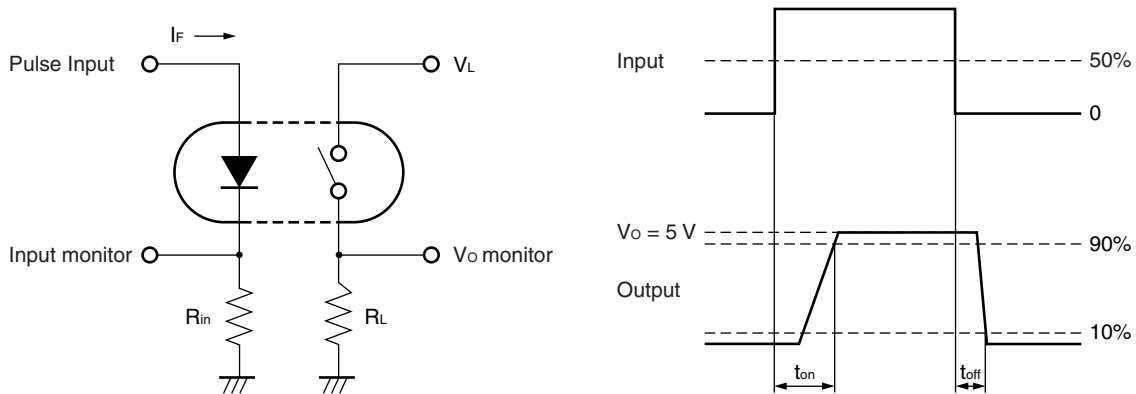 IF
Pulse Input
VL
Input monitor
VO monitor
Rin
RL
Input
50%
0
VO = 5 V
90%
Output
10%
ton
toff